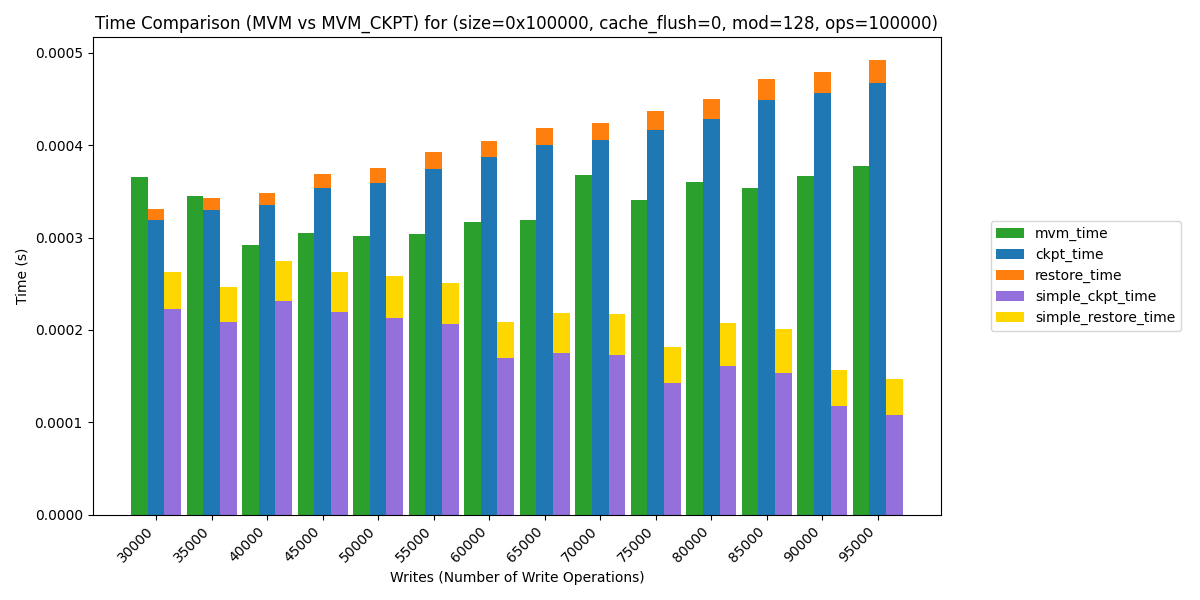 Time Comparison (MVM vs MVM_CKPT) for (size=0x100000, cache_flush=0, mod=128, ops=100000)
Time (s)
0.0005
0.0004
0.0003
0.0002
0.0001
0.0000
30000
35000
40000
45000
50000
55000
60000
65000
70000
75000
80000
85000
90000
95000
Writes (Number of Write Operations)
mvm_time
ckpt_time
restore_time
simple_ckpt_time
simple_restore_time